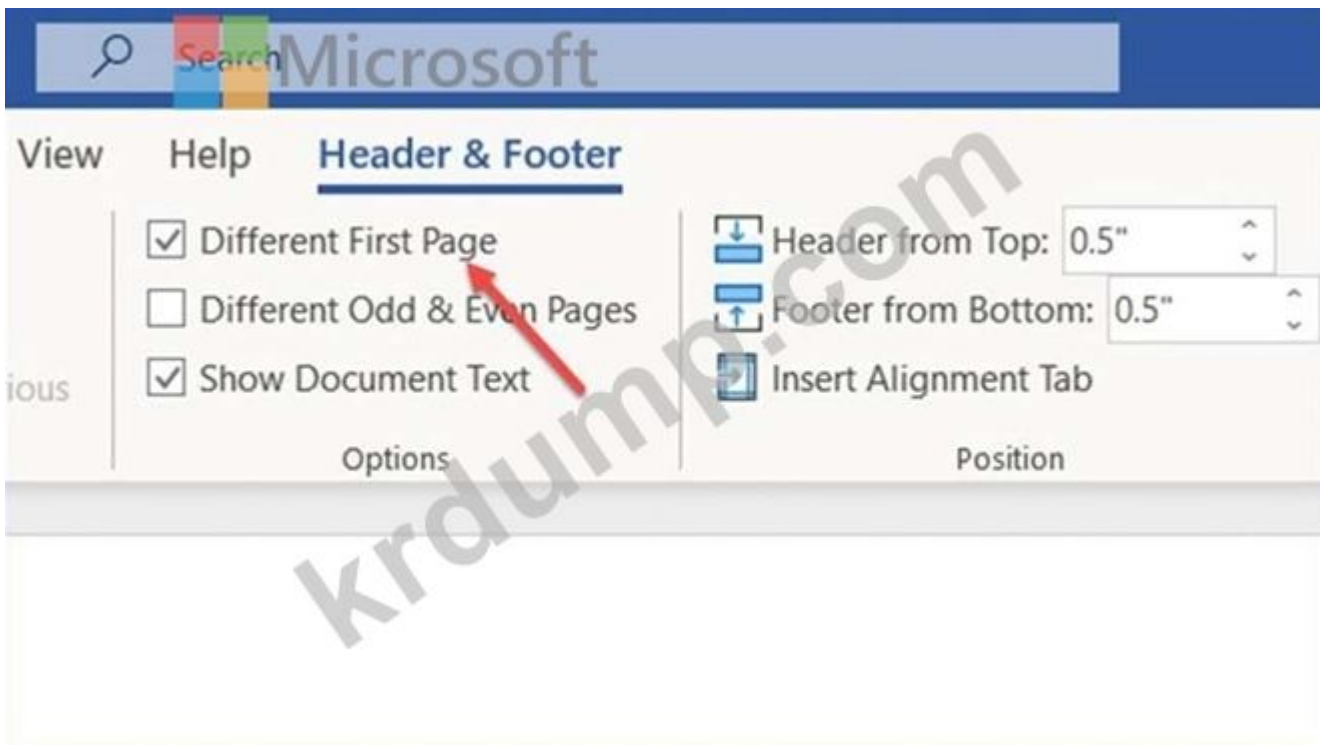 Search
Microsoft
View Help Header & Footer
Different First Page
Different Odd & Even Pages
ious
Show Document Text
Options
Header from Top: 0.5"
Footer from Bottom: 0.5"
Insert Alignment Tab
Position
krdump.com